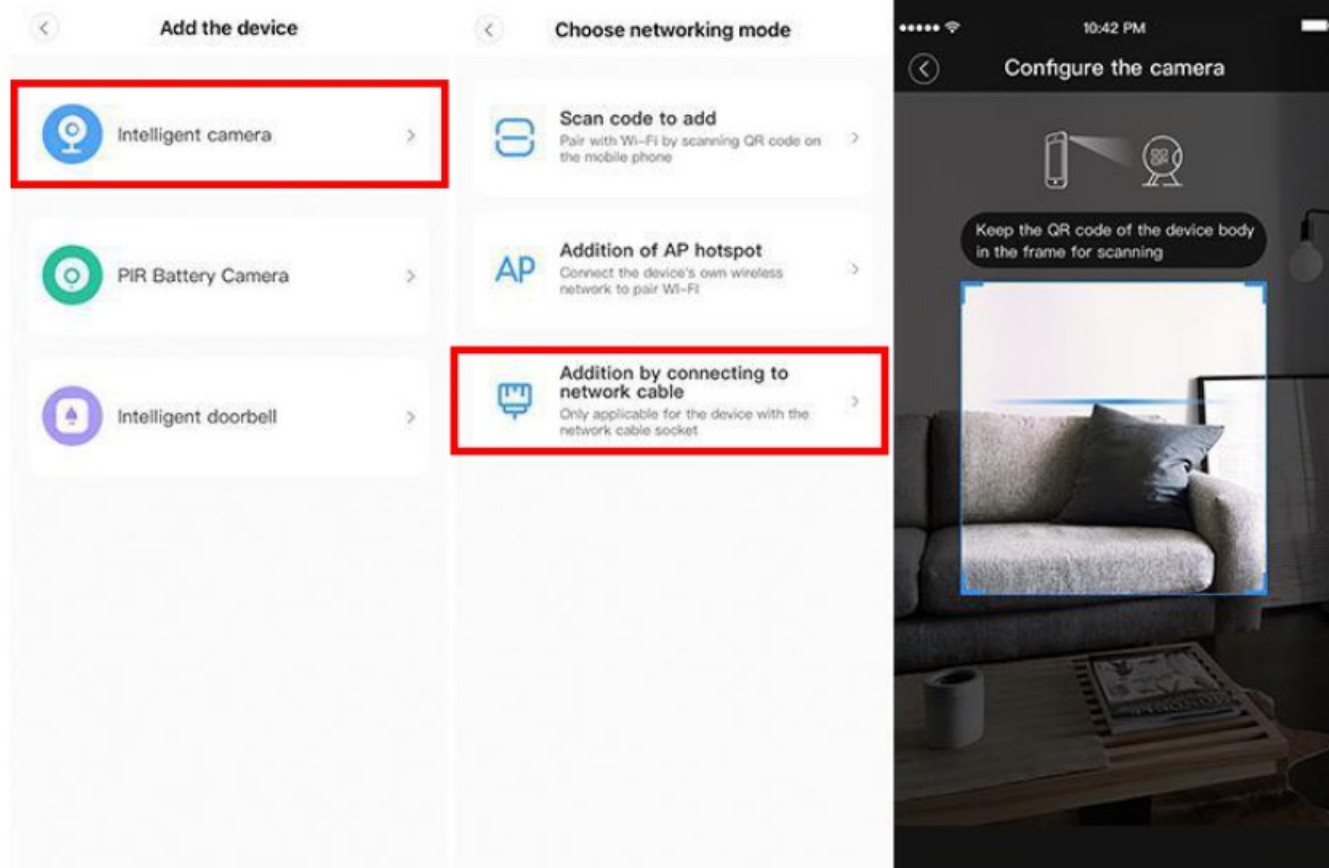 Add the device
Intelligent camera
PIR Battery Camera
Intelligent doorbell
Choose networking mode
Scan code to add
Pair with Wi-Fi by scanning QR code on
the mobile phone
AP
Addition of AP hotspot
Connect the device's own wireless
network to pair WI-FI
Addition by connecting to
network cable
Only applicable for the device with the
network cable socket
10:42 PM
Configure the camera
Keep the QR code of the device body
in the frame for scanning